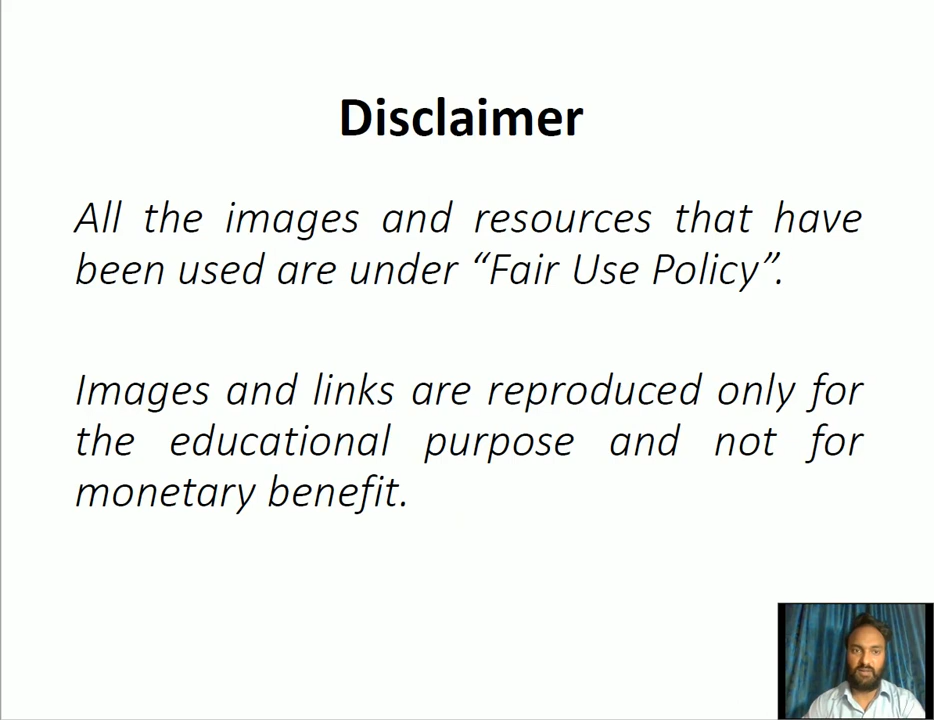 Disclaimer
All the images and resources that have
been used are under “Fair Use Policy”.
Images and links are reproduced only for
the educational purpose and not for
monetary benefit.